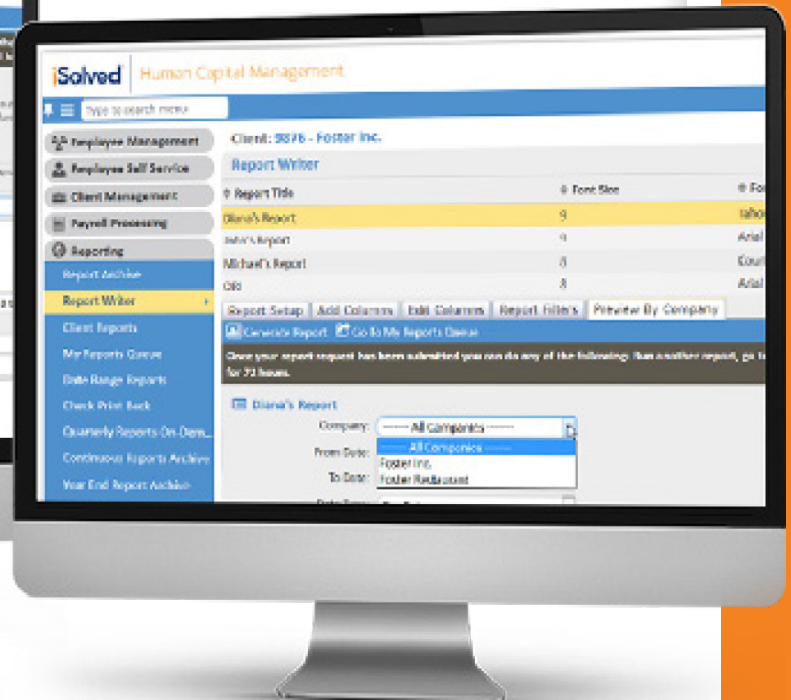 iSolved Human Capital Management
Type to search menu
Employee Management
Employee Self Service
Client Management
Payroll Processing
Reporting
Report Archive
Report Writer
Client Reports
My Reports Queue
Date Range Reports
Check Print Back
Quarterly Reports On-Dem...
Continuous Reports Archive
Year End Report Archive
Client: 9876 - Foster Inc.
Report Writer
Report Title Font Size
Diana's Report 9
John's Report 9 Arial
Michael's Report 8
8 Arial
Report Setup Add Columns Edit Columns Report Filters Preview By Company
Generate Report Go To My Reports Queue
Once your report request has been submitted you can do any of the following: Run another report, go to
for 72 hours.
Diana's Report
Company: ------ All Companies ------
------ All Companies ------
From Date:
Foster Inc.
To Date: Foster Restaurant